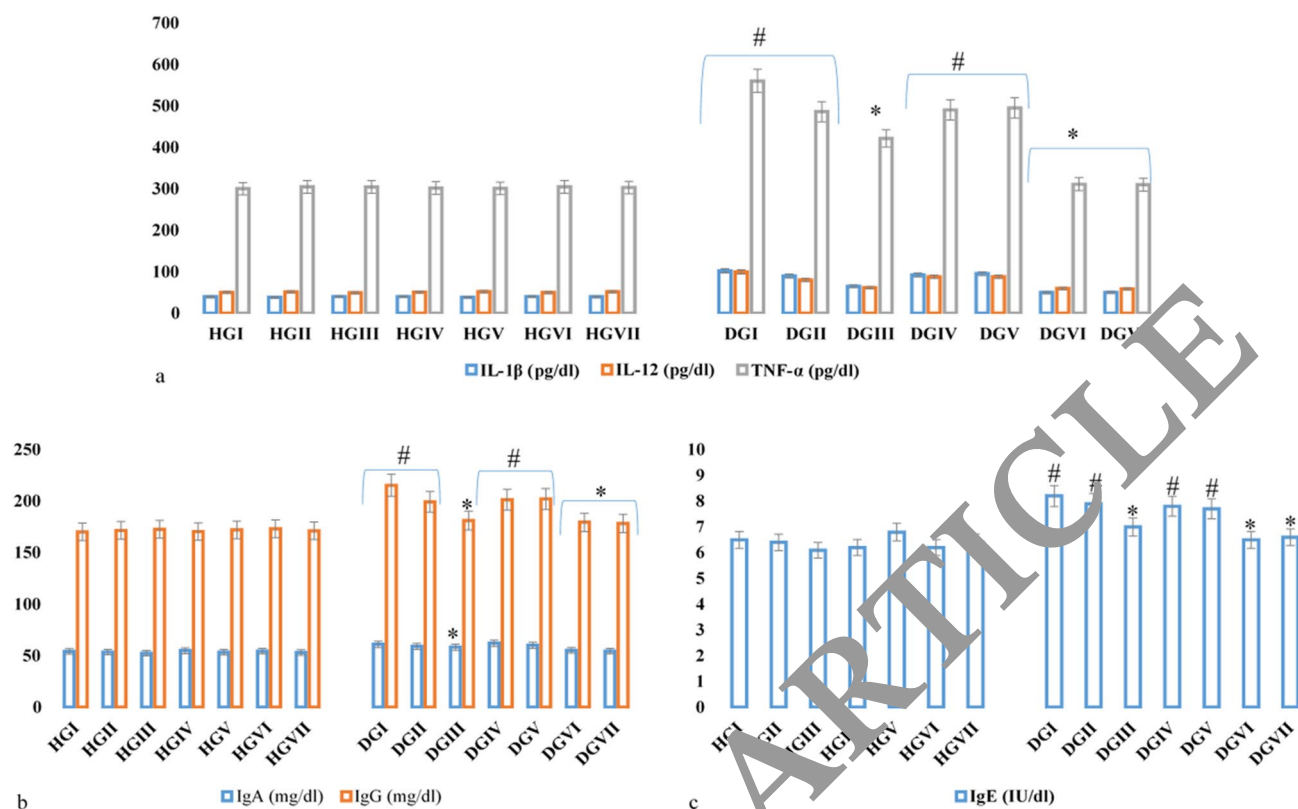 700
600
500
400
300
200
100
0
# # * *
HGI HGII HGIII HGIV HGV HGVI HGVII DGI DGII DGIII DGIV DGV DGVI
IL-1β (pg/dl) IL-12 (pg/dl) TNF-α (pg/dl)
a
250
200
150
100
50
0
# # * * *
HGI HGII HGIII HGIV HGV HGVI HGVII DGI DGII DGIII DGIV DGV DGVI DGVII
IgA (mg/dl) IgG (mg/dl)
b
10
9
8
7
6
5
4
3
2
1
0
# # * # # * *
HGI HGII HGIII HGV HGVI HGVII DGI DGII DGIII DGIV DGV DGVI DGVII
IgE (IU/dl)
c
ARTICLE